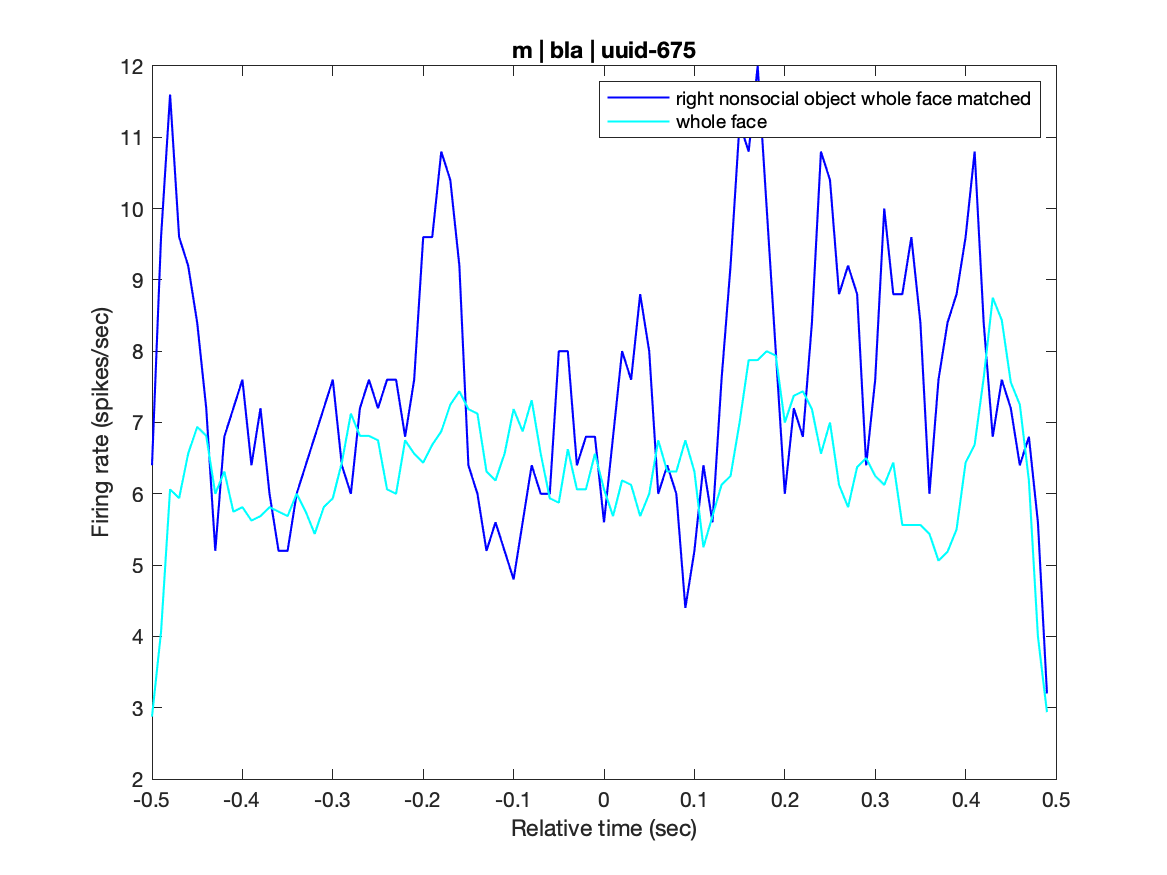 m | bla | uuid-675
right nonsocial object whole face matched
whole face
Firing rate (spikes/sec)
12
11
10
9
8
7
6
5
4
3
2
-0.5 -0.4 -0.3 -0.2 -0.1 0 0.1 0.2 0.3 0.4 0.5
Relative time (sec)